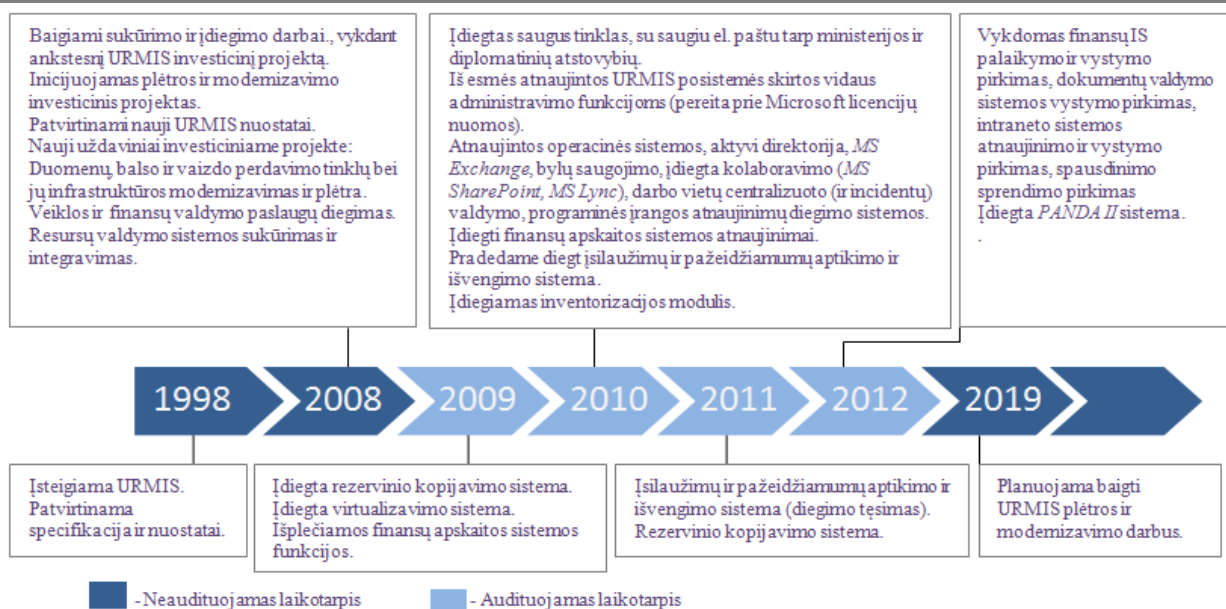 Baigiami sukūrimo ir įdiegimo darbai., vykdant
ankstesnį URMIS investicinį projektą.
Inicijuojamas plėtros ir modernizavimo
investicinis projektas.
Patvirtinami nauji URMIS nuostatai.
Nauji uždaviniai investiciniame projekte:
Duomenų, balso ir vaizdo perdavimo tinklų bei
jų infrastruktūros modernizavimas ir plėtra.
Veiklos ir finansų valdymo paslaugų diegimas.
Resursų valdymo sistemos sukūrimas ir
integravimas.
Įdiegtas saugus tinklas, su saugiu el. paštu tarp ministerijos ir
diplomatinių atstovybių.
Iš esmės atnaujintos URMIS posistemės skirtos vidaus
administravimo funkcijoms (pereita prie Microsoft licencijų
nuomos).
Atnaujintos operacinės sistemos, aktyvi direktorija, MS
Exchange, bylų saugojimo, įdiegta kolaboravimo (MS
SharePoint, MS Lync), darbo vietų centralizuoto (ir incidentų)
valdymo, programinės įrangos atnaujinimų diegimo sistemos.
Įdiegti finansų apskaitos sistemos atnaujinimai.
Pradedame diegt įsilaužimų ir pažeidžiamumų aptikimo ir
išvengimo sistema.
Įdiegiamas inventorizacijos modulis.
Vykdomas finansų IS
palaikymo ir vystymo
pirkimas, dokumentų valdymo
sistemos vystymo pirkimas,
intraneto sistemos
atnaujinimo ir vystymo
pirkimas, spausdinimo
sprendimo pirkimas
Įdiegta PANDA II sistema.
.
1998
2008
2009
2010
2011
2012
2019
Įsteigiama URMIS.
Patvirtinama
specifikacija ir nuostatai.
Įdiegta rezervinio kopijavimo sistema.
Įdiegta virtualizavimo sistema.
Išplečiamos finansų apskaitos sistemos
funkcijos.
Įsilaužimų ir pažeidžiamumų aptikimo ir
išvengimo sistema (diegimo tęsimas).
Rezervinio kopijavimo sistema.
Planuojama baigti
URMIS plėtros ir
modernizavimo darbus.
- Neaudituojamas laikotarpis
- Audituojamas laikotarpis